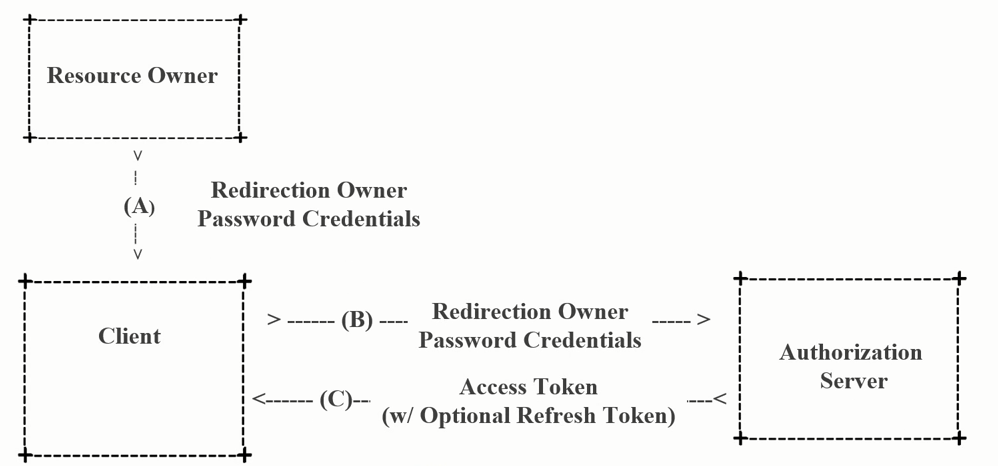 Resource Owner
(A)
Redirection Owner
Password Credentials
Client
> ------ (B) ---- Redirection Owner ----- >
Password Credentials
<------ (C)-- Access Token ----<
(w/ Optional Refresh Token)
Authorization
Server